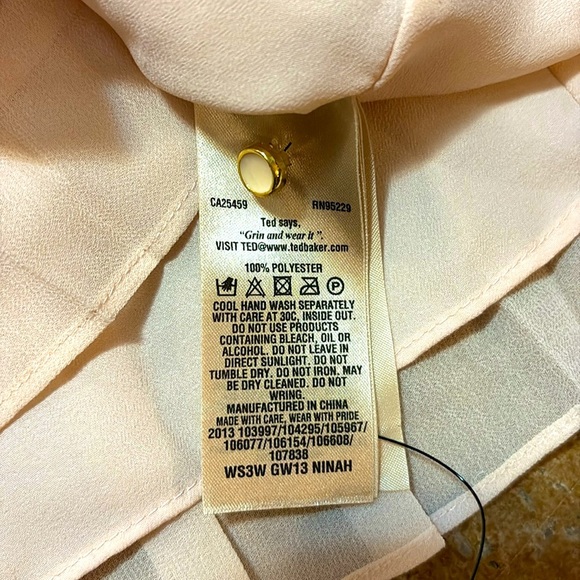 CA25459 RN95229
Ted says,
"Grin and wear it".
VISIT TED@www.tedbaker.com
100% POLYESTER
P
COOL HAND WASH SEPARATELY
WITH CARE AT 30C, INSIDE OUT.
DO NOT USE PRODUCTS
CONTAINING BLEACH, OIL OR
ALCOHOL. DO NOT LEAVE IN
DIRECT SUNLIGHT. DO NOT
TUMBLE DRY. DO NOT IRON. MAY
BE DRY CLEANED. DO NOT
WRING.
MANUFACTURED IN CHINA
MADE WITH CARE, WEAR WITH PRIDE
2013 103997/104295/105967/
106077/106154/106608/
107838
WS3W GW13 NINAH